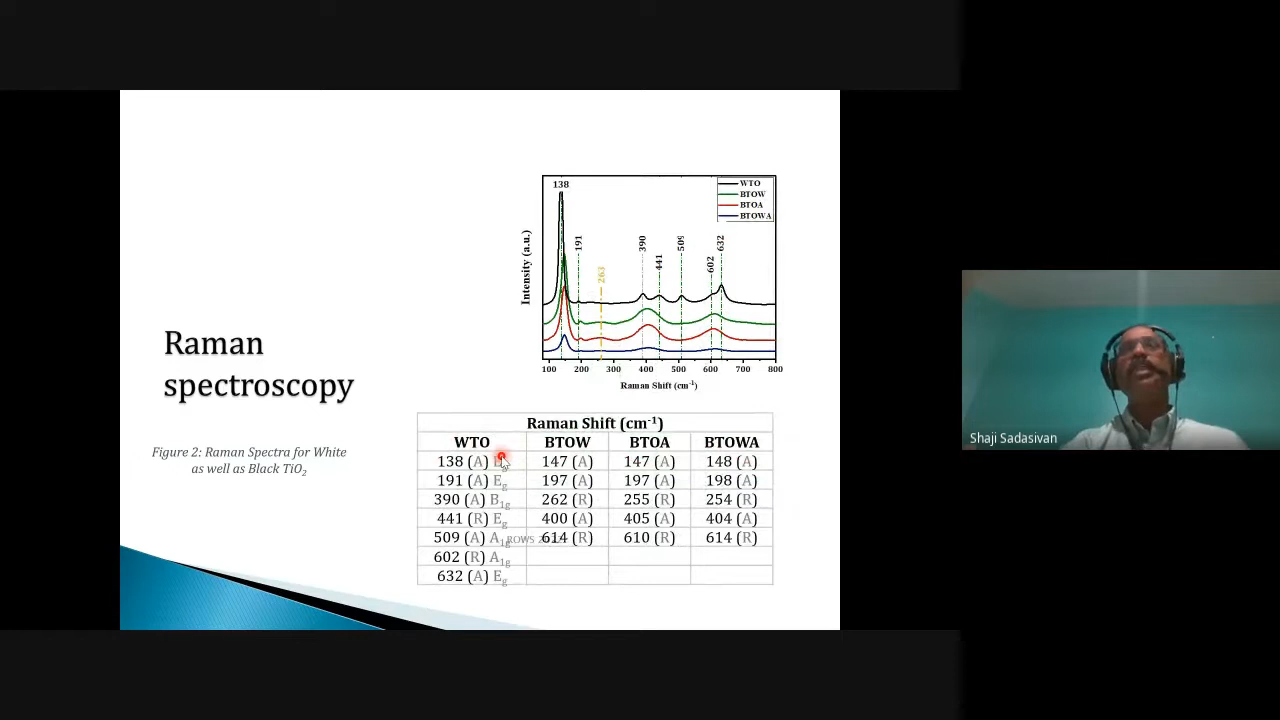 138
WTO
BTOW
BTOA
BTOWA
191
263
390
441
509
602
632
Intensity (a.u.)
100 200 300 400 500 600 700 800
Raman Shift (cm-1)
Raman
spectroscopy
Figure 2: Raman Spectra for White
as well as Black TiO2
Raman Shift (cm-1)
WTO BTOW BTOA BTOWA
138 (A) Eg 147 (A) 147 (A) 148 (A)
191 (A) Eg 197 (A) 197 (A) 198 (A)
390 (A) B1g 262 (R) 255 (R) 254 (R)
441 (R) Eg 400 (A) 405 (A) 404 (A)
509 (A) A1g 614 (R) 610 (R) 614 (R)
ROWS
602 (R) A1g
632 (A) Eg
Shaji Sadasivan